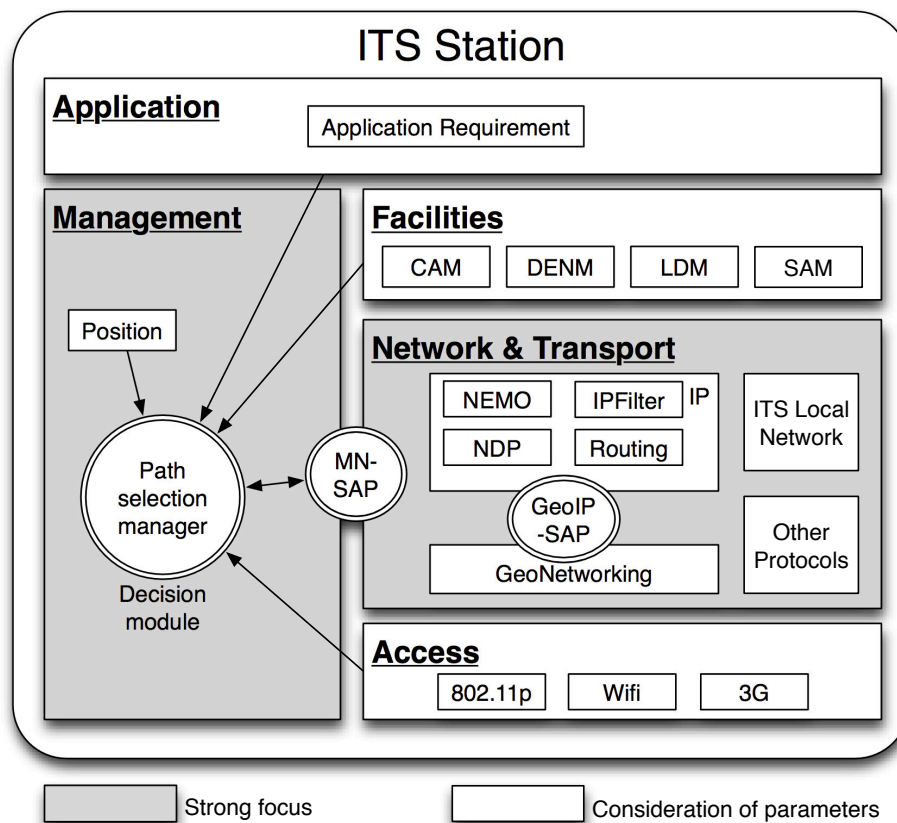 ITS Station
Application
Application Requirement
Management
Position
Path
selection
manager
Decision
module
MN-
SAP
Facilities
CAM
DENM
LDM
SAM
Network & Transport
NEMO
IPFilter
IP
NDP
Routing
GeoIP
-SAP
GeoNetworking
ITS Local
Network
Other
Protocols
Access
802.11p
Wifi
3G
Strong focus
Consideration of parameters